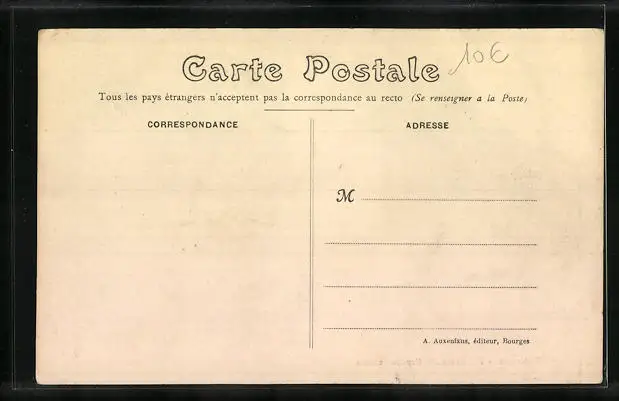 Carte Postale
10€
Tous les pays étrangers n'acceptent pas la correspondance au recto (Se renseigner a la Poste)
CORRESPONDANCE
ADRESSE
M
A. Auxenfans, éditeur, Bourges